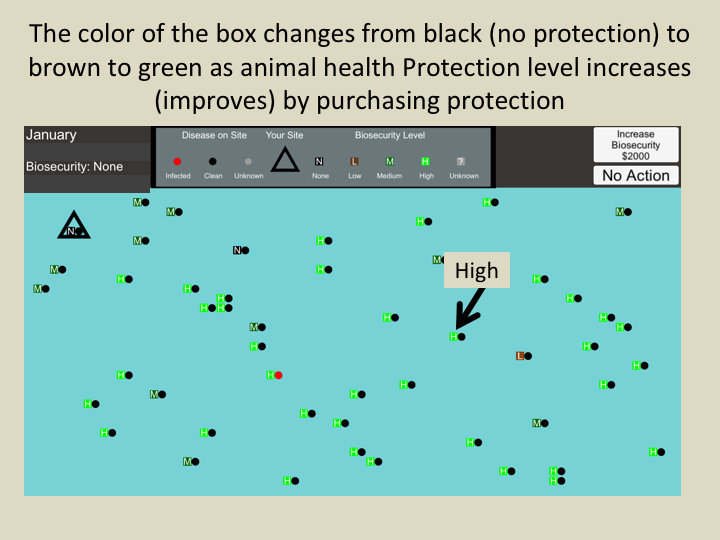 The color of the box changes from black (no protection) to
brown to green as animal health Protection level increases
(improves) by purchasing protection
January
Biosecurity: None
Disease on Site
Your Site
Biosecurity Level
N
L
M
H
?
Infected
Clean
Unknown
None
Low
Medium
High
Unknown
Increase
Biosecurity
$2000
No Action
M
H
M
M
H
N
M
H
N
M
M
H
H
H
M
H
H
H
H
H
H
H
H
M
H
H
H
H
L
H
H
H
H
H
M
H
H
H
H
H
M
H
H
H
H
M
H
H
H
H
H
H
High